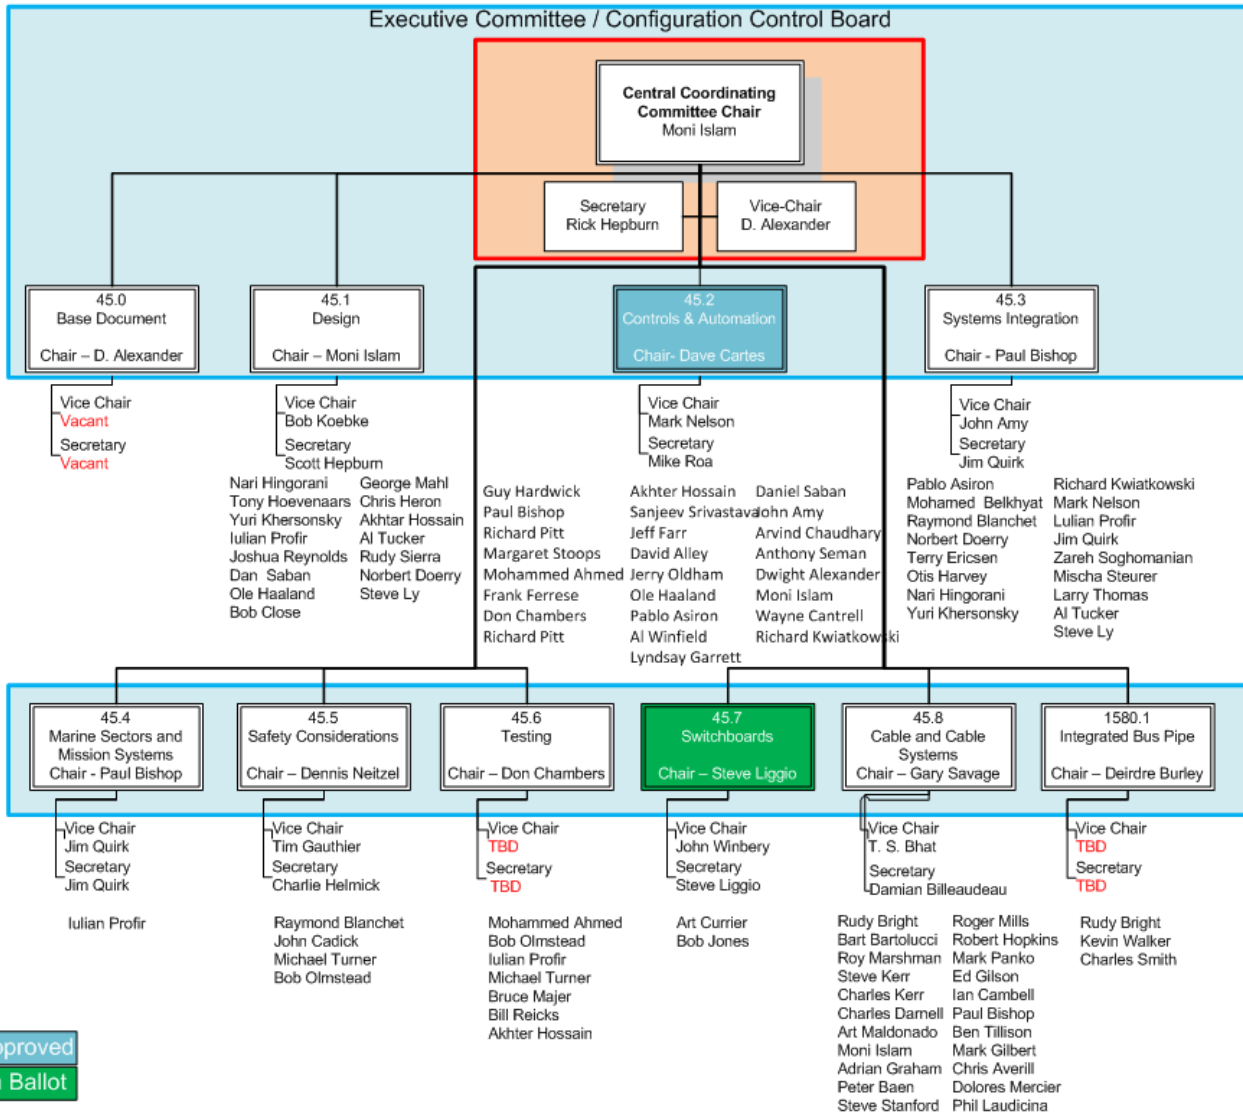 Executive Committee / Configuration Control Board
Central Coordinating
Committee Chair
Moni Islam
Secretary
Rick Hepburn
Vice-Chair
D. Alexander
45.0
Base Document
Chair – D. Alexander
45.1
Design
Chair – Moni Islam
45.2
Controls & Automation
Chair- Dave Cartes
45.3
Systems Integration
Chair - Paul Bishop
Vice Chair
Vacant
Secretary
Vacant
Vice Chair
Bob Koebke
Secretary
Scott Hepburn
Nari Hingorani
Tony Hoevenaars
Yuri Khersonsky
Iulian Profir
Joshua Reynolds
Dan Saban
Ole Haaland
Bob Close
George Mahl
Chris Heron
Akhtar Hossain
Al Tucker
Rudy Sierra
Norbert Doerry
Steve Ly
Vice Chair
Mark Nelson
Secretary
Mike Roa
Guy Hardwick
Paul Bishop
Richard Pitt
Margaret Stoops
Mohammed Ahmed
Frank Ferrese
Don Chambers
Richard Pitt
Akhter Hossain
Sanjeev Srivastava
Jeff Farr
David Alley
Jerry Oldham
Ole Haaland
Pablo Asiron
Al Winfield
Lyndsay Garrett
Daniel Saban
John Amy
Arvind Chaudhary
Anthony Seman
Dwight Alexander
Moni Islam
Wayne Cantrell
Richard Kwiatkowski
Vice Chair
John Amy
Secretary
Jim Quirk
Pablo Asiron
Mohamed Belkhyat
Raymond Blanchet
Norbert Doerry
Terry Ericsen
Otis Harvey
Nari Hingorani
Yuri Khersonsky
Richard Kwiatkowski
Mark Nelson
Lulian Profir
Jim Quirk
Zareh Soghomanian
Mischa Steurer
Larry Thomas
Al Tucker
Steve Ly
45.4
Marine Sectors and
Mission Systems
Chair - Paul Bishop
45.5
Safety Considerations
Chair – Dennis Neitzel
45.6
Testing
Chair – Don Chambers
45.7
Switchboards
Chair – Steve Liggio
45.8
Cable and Cable
Systems
Chair – Gary Savage
1580.1
Integrated Bus Pipe
Chair – Deirdre Burley
Vice Chair
Jim Quirk
Secretary
Jim Quirk
Iulian Profir
Vice Chair
Tim Gauthier
Secretary
Charlie Helmick
Raymond Blanchet
John Cadick
Michael Turner
Bob Olmstead
Vice Chair
TBD
Secretary
TBD
Mohammed Ahmed
Bob Olmstead
Iulian Profir
Michael Turner
Bruce Majer
Bill Reicks
Akhter Hossain
Vice Chair
John Winbery
Secretary
Steve Liggio
Art Currier
Bob Jones
Vice Chair
T. S. Bhat
Secretary
Damian Billeaudeau
Rudy Bright
Bart Bartolucci
Roy Marshman
Steve Kerr
Charles Kerr
Charles Darnell
Art Maldonado
Moni Islam
Adrian Graham
Peter Baen
Steve Stanford
Roger Mills
Robert Hopkins
Mark Panko
Ed Gilson
Ian Cambell
Paul Bishop
Ben Tillison
Mark Gilbert
Chris Averill
Dolores Mercier
Phil Laudicina
Vice Chair
TBD
Secretary
TBD
Rudy Bright
Kevin Walker
Charles Smith
Ballot